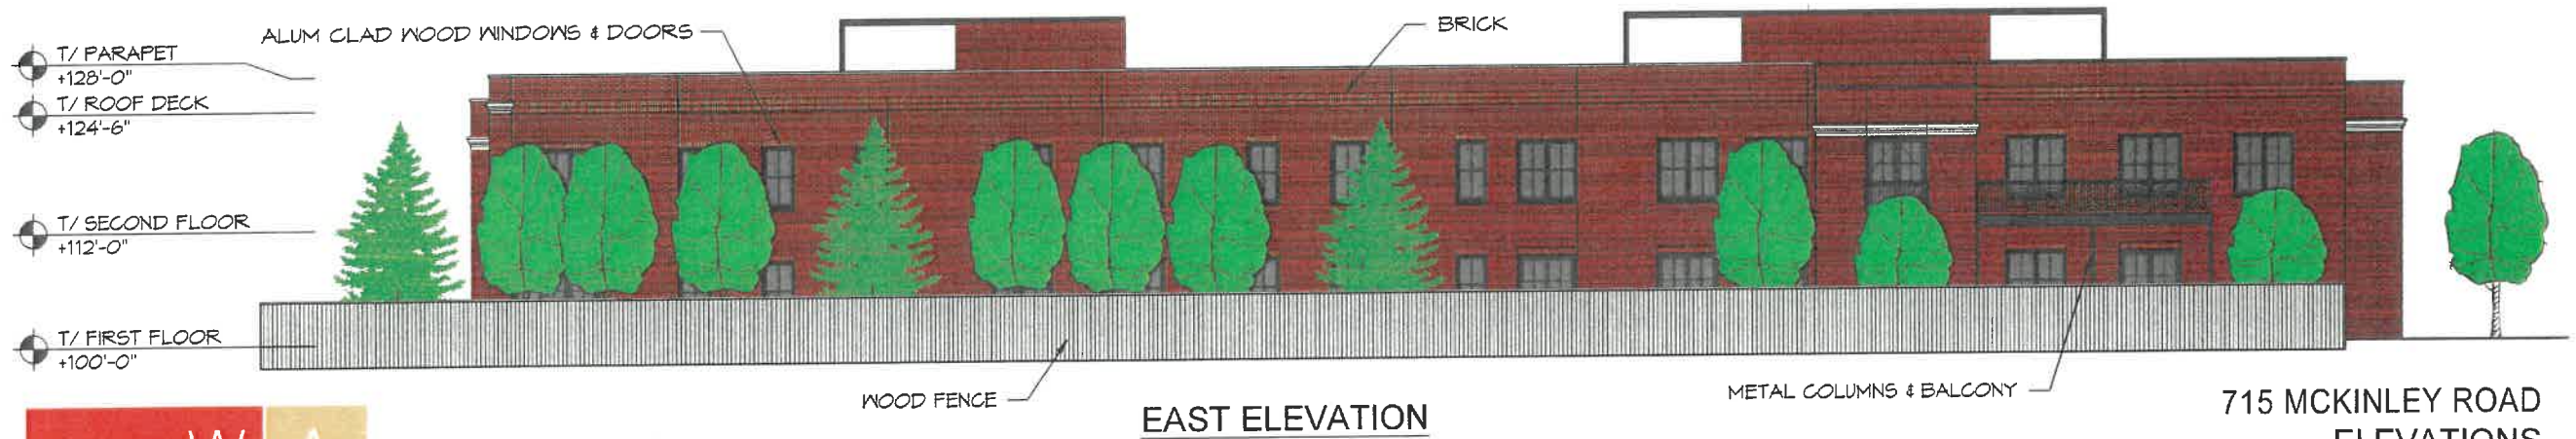 ALUM CLAD WOOD WINDOWS & DOORS
BRICK
T/ PARAPET
+128'-0"
T/ ROOF DECK
+124'-6"
T/ SECOND FLOOR
+112'-0"
T/ FIRST FLOOR
+100'-0"
WOOD FENCE
METAL COLUMNS & BALCONY
EAST ELEVATION
715 MCKINLEY ROAD
ELEVATIONS